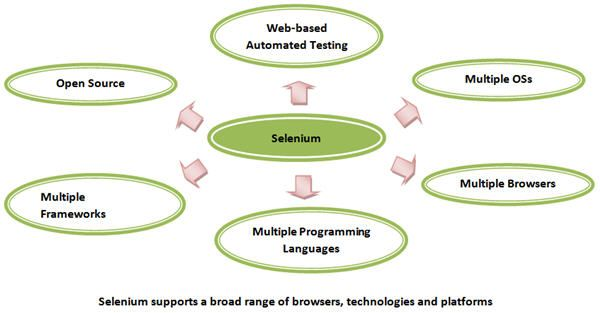 Web-based
Automated Testing
Open Source
Multiple OSs
Selenium
Multiple
Frameworks
Multiple Browsers
Multiple Programming
Languages
Selenium supports a broad range of browsers, technologies and platforms